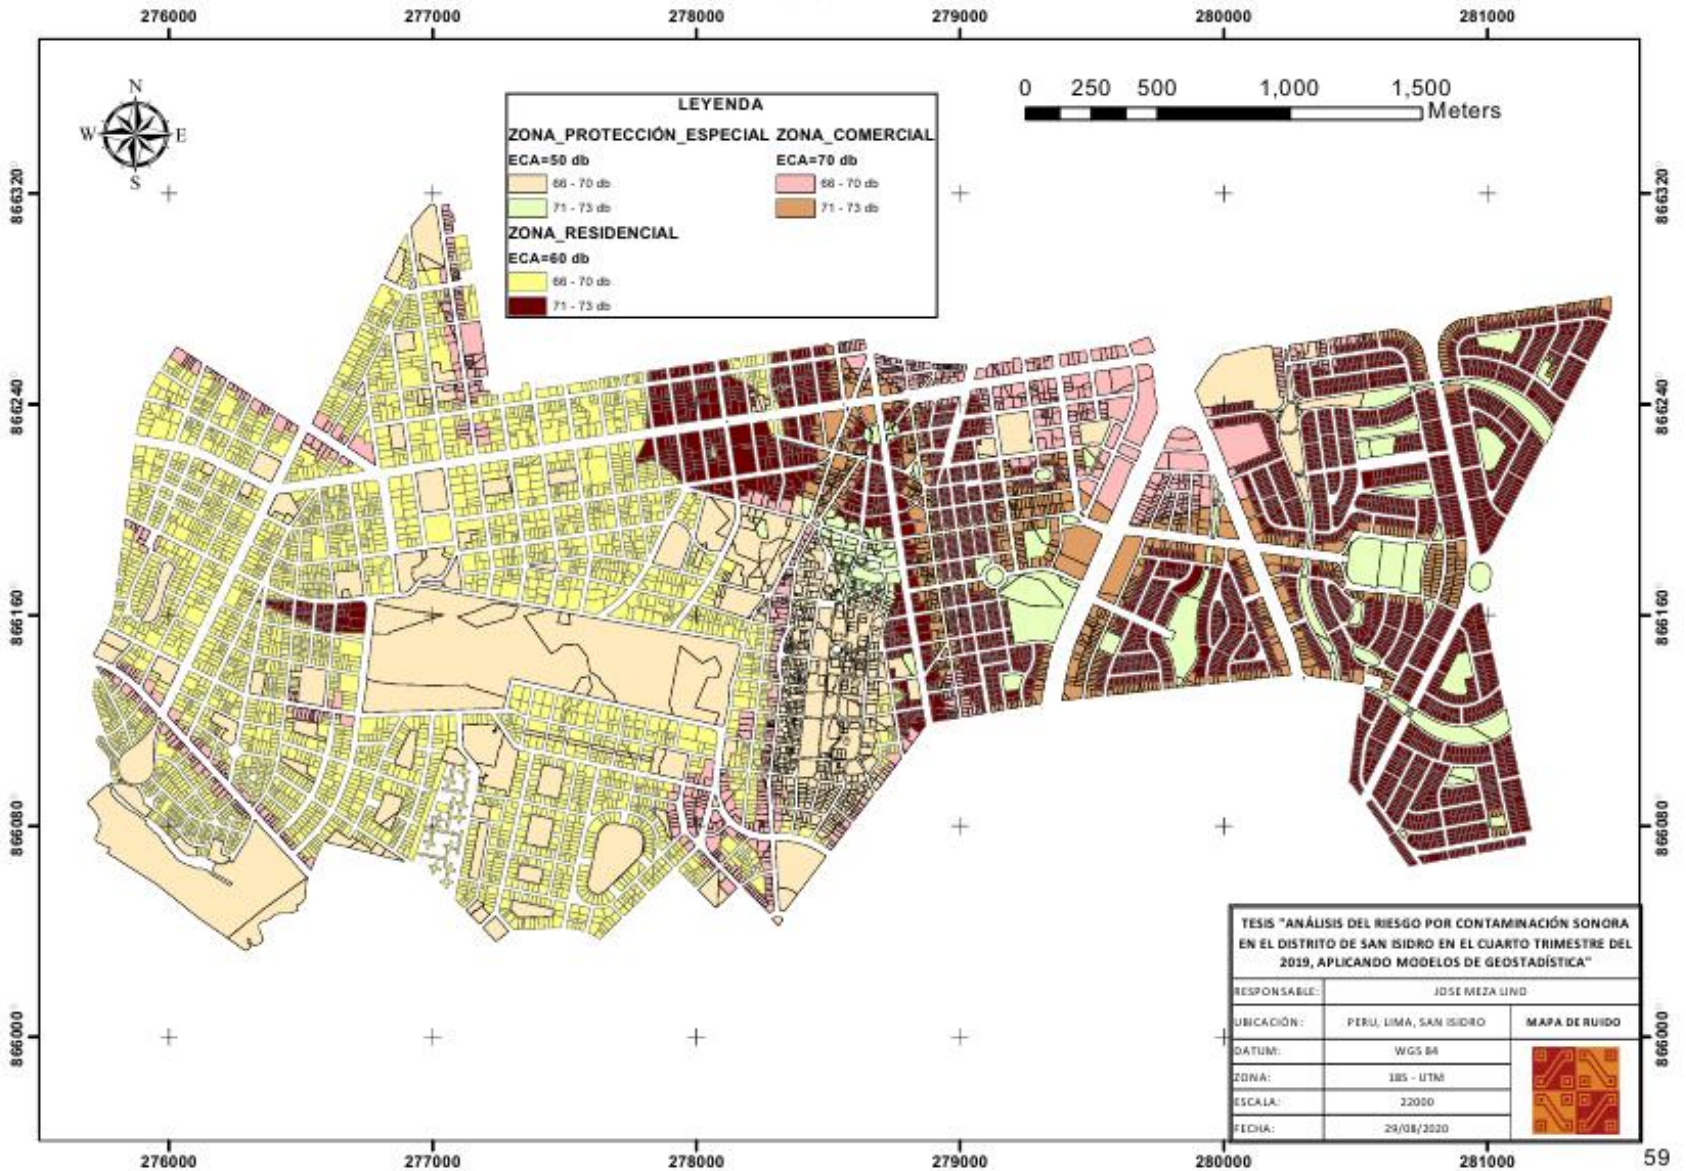 276000 277000 278000 279000 280000 281000
N
W E
S
LEYENDA
ZONA_PROTECCIÓN_ESPECIAL ZONA_COMERCIAL
ECA=50 db ECA=70 db
66 - 70 db 66 - 70 db
71 - 73 db 71 - 73 db
ZONA_RESIDENCIAL
ECA=60 db
66 - 70 db
71 - 73 db
0 250 500 1,000 1,500
Meters
866320 866320
866240 866240
866160 866160
866080 866080
866000 866000
TESIS "ANÁLISIS DEL RIESGO POR CONTAMINACIÓN SONORA
EN EL DISTRITO DE SAN ISIDRO EN EL CUARTO TRIMESTRE DEL
2019, APLICANDO MODELOS DE GEOSTADÍSTICA"
RESPONSABLE: JOSE MEZA LINO
UBICACIÓN: PERU, LIMA, SAN ISIDRO MAPA DE RUIDO
DATUM: WGS 84
ZONA: 18S - UTM
ESCALA: 22000
FECHA: 29/08/2020
276000 277000 278000 279000 280000 281000
59